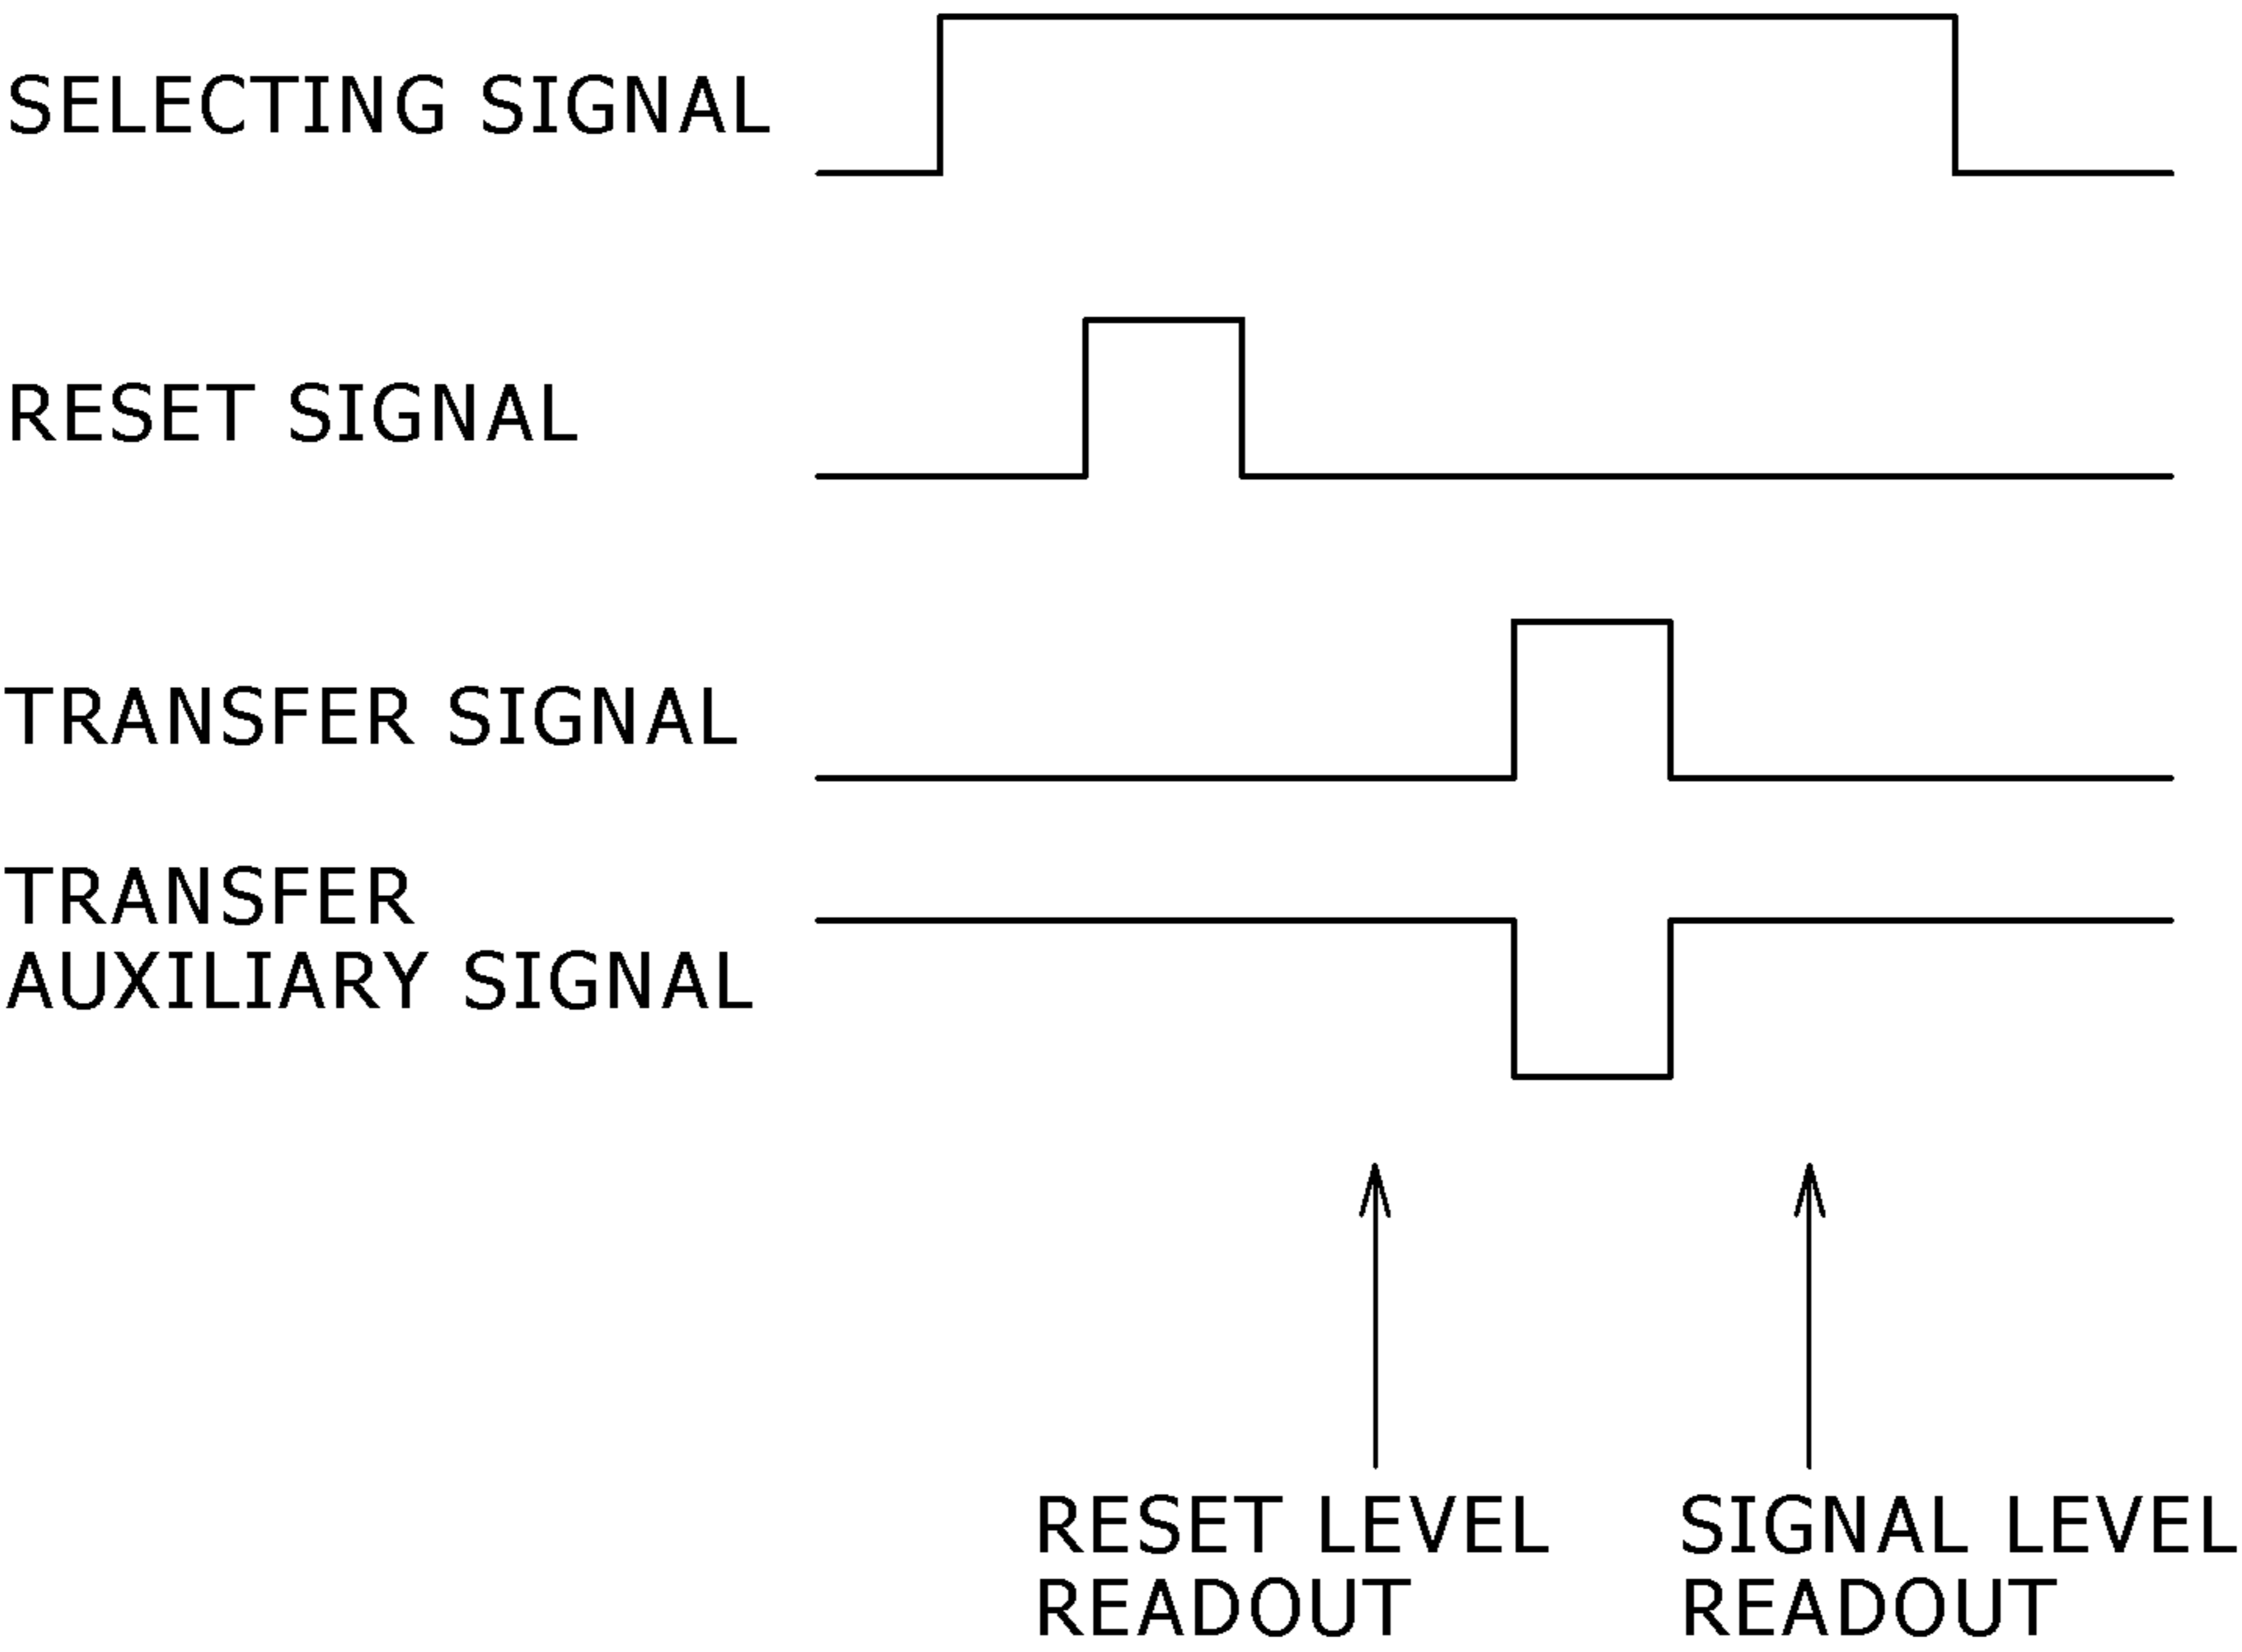 SELECTING SIGNAL
RESET SIGNAL
TRANSFER SIGNAL
TRANSFER
AUXILIARY SIGNAL
RESET LEVEL
READOUT
SIGNAL LEVEL
READOUT